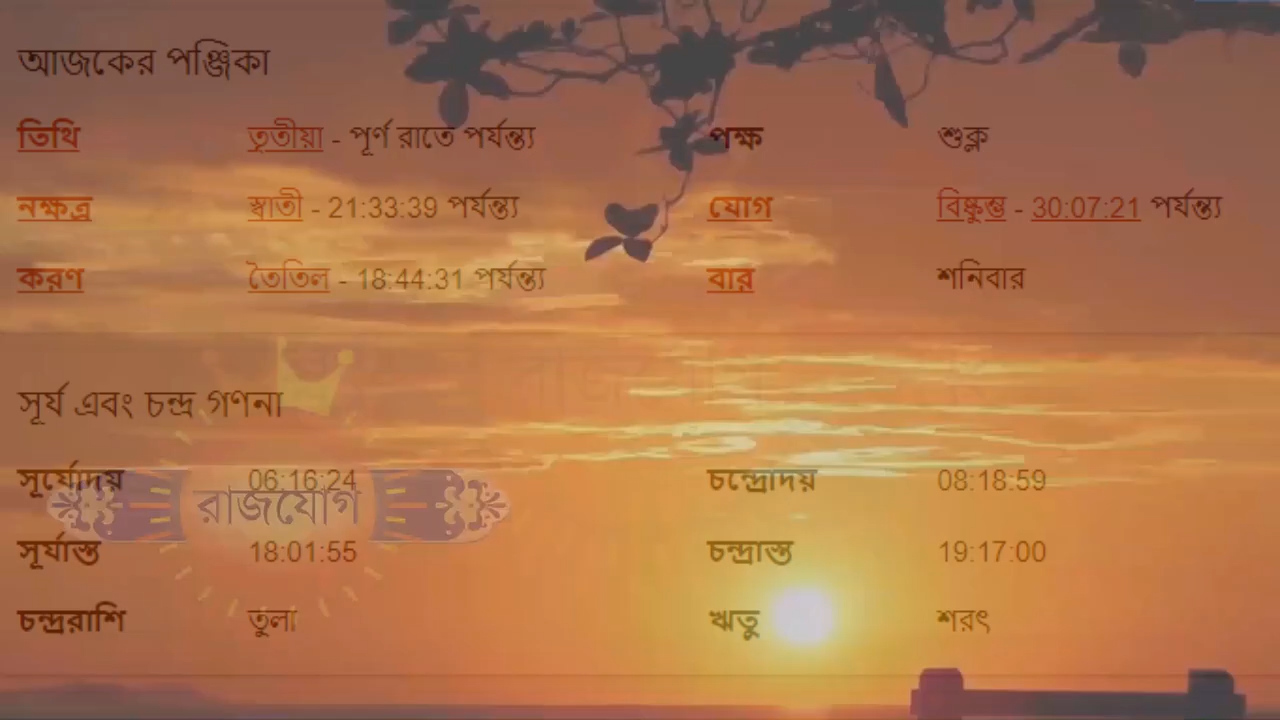 আজকের পঞ্জিকা
তিথি তৃতীয়া - পূর্ণ রাতে পর্যন্ত্য পক্ষ শুক্ল
নক্ষত্র স্বাতী - 21:33:39 পর্যন্ত্য যোগ বিষ্কুম্ভ - 30:07:21 পর্যন্ত্য
করণ তৈতিল - 18:44:31 পর্যন্ত্য বার শনিবার
সূর্য এবং চন্দ্র গণনা
সূর্যোদয় 06:16:24 চন্দ্রোদয় 08:18:59
রাজযোগ
সূর্যাস্ত 18:01:55 চন্দ্রাস্ত 19:17:00
চন্দ্ররাশি তুলা ঋতু শরৎ